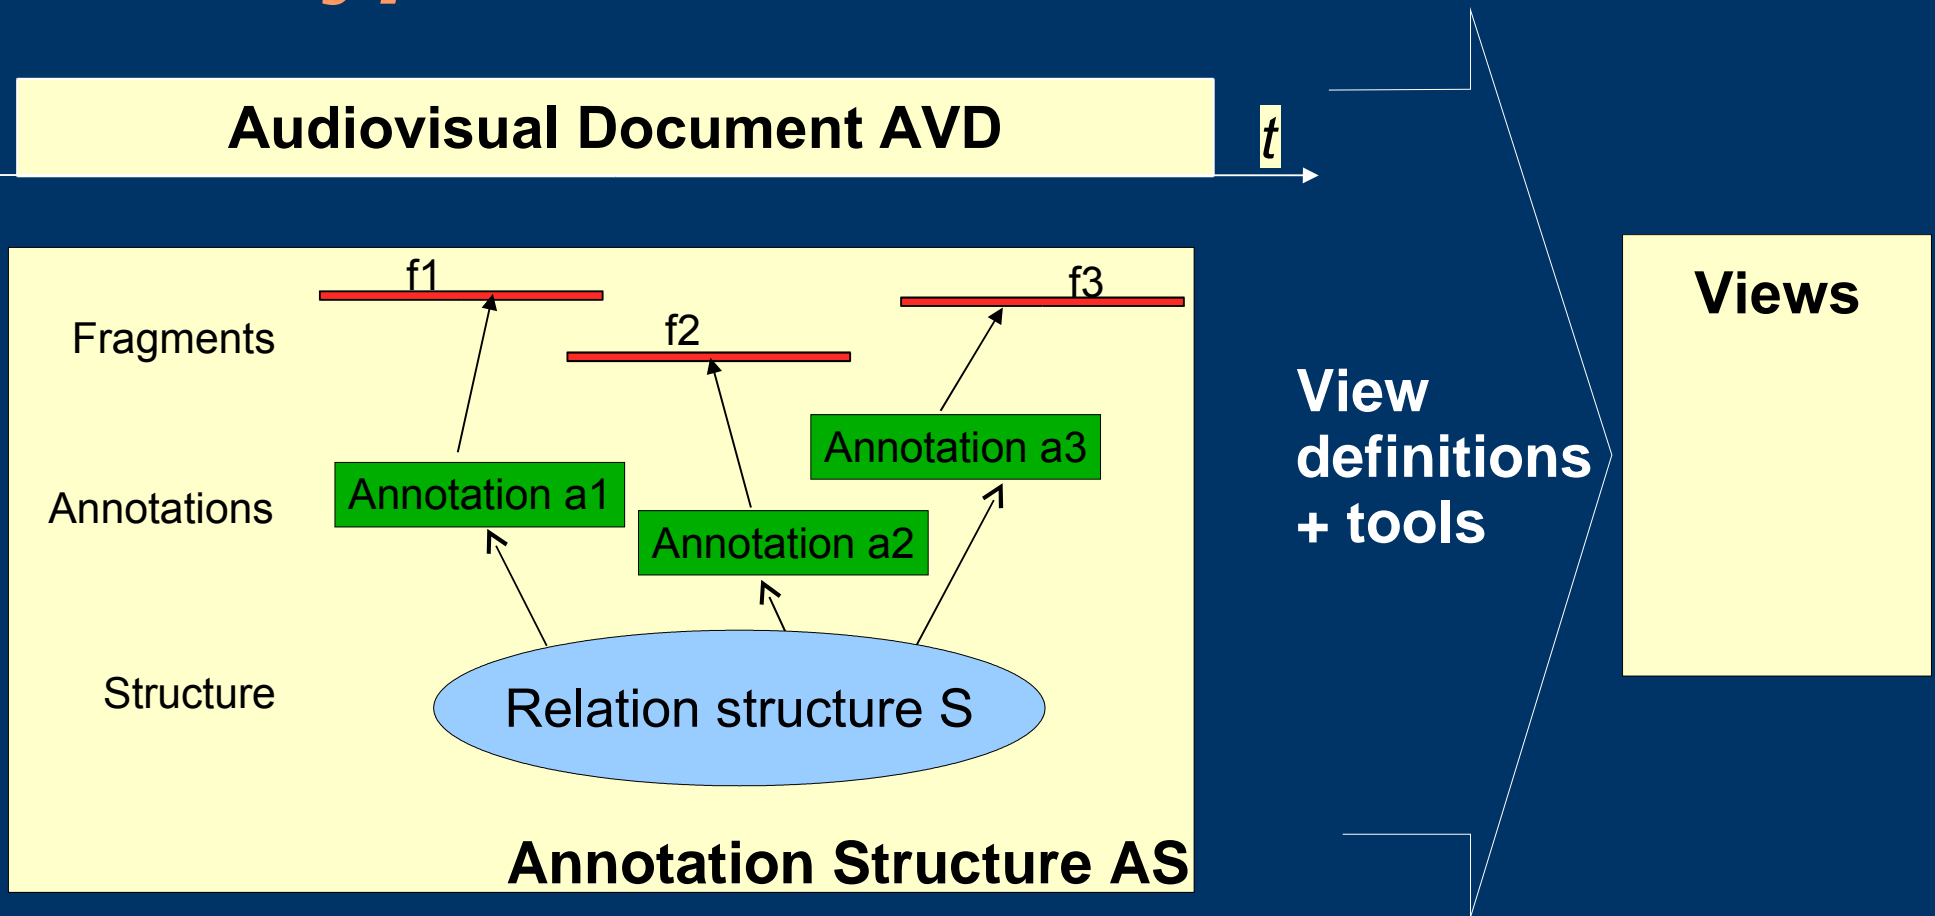 Audiovisual Document AVD
t
f1
f3
f2
Fragments
Annotation a3
Annotation a1
Annotations
Annotation a2
Structure
Relation structure S
Annotation Structure AS
View
definitions
+ tools
Views